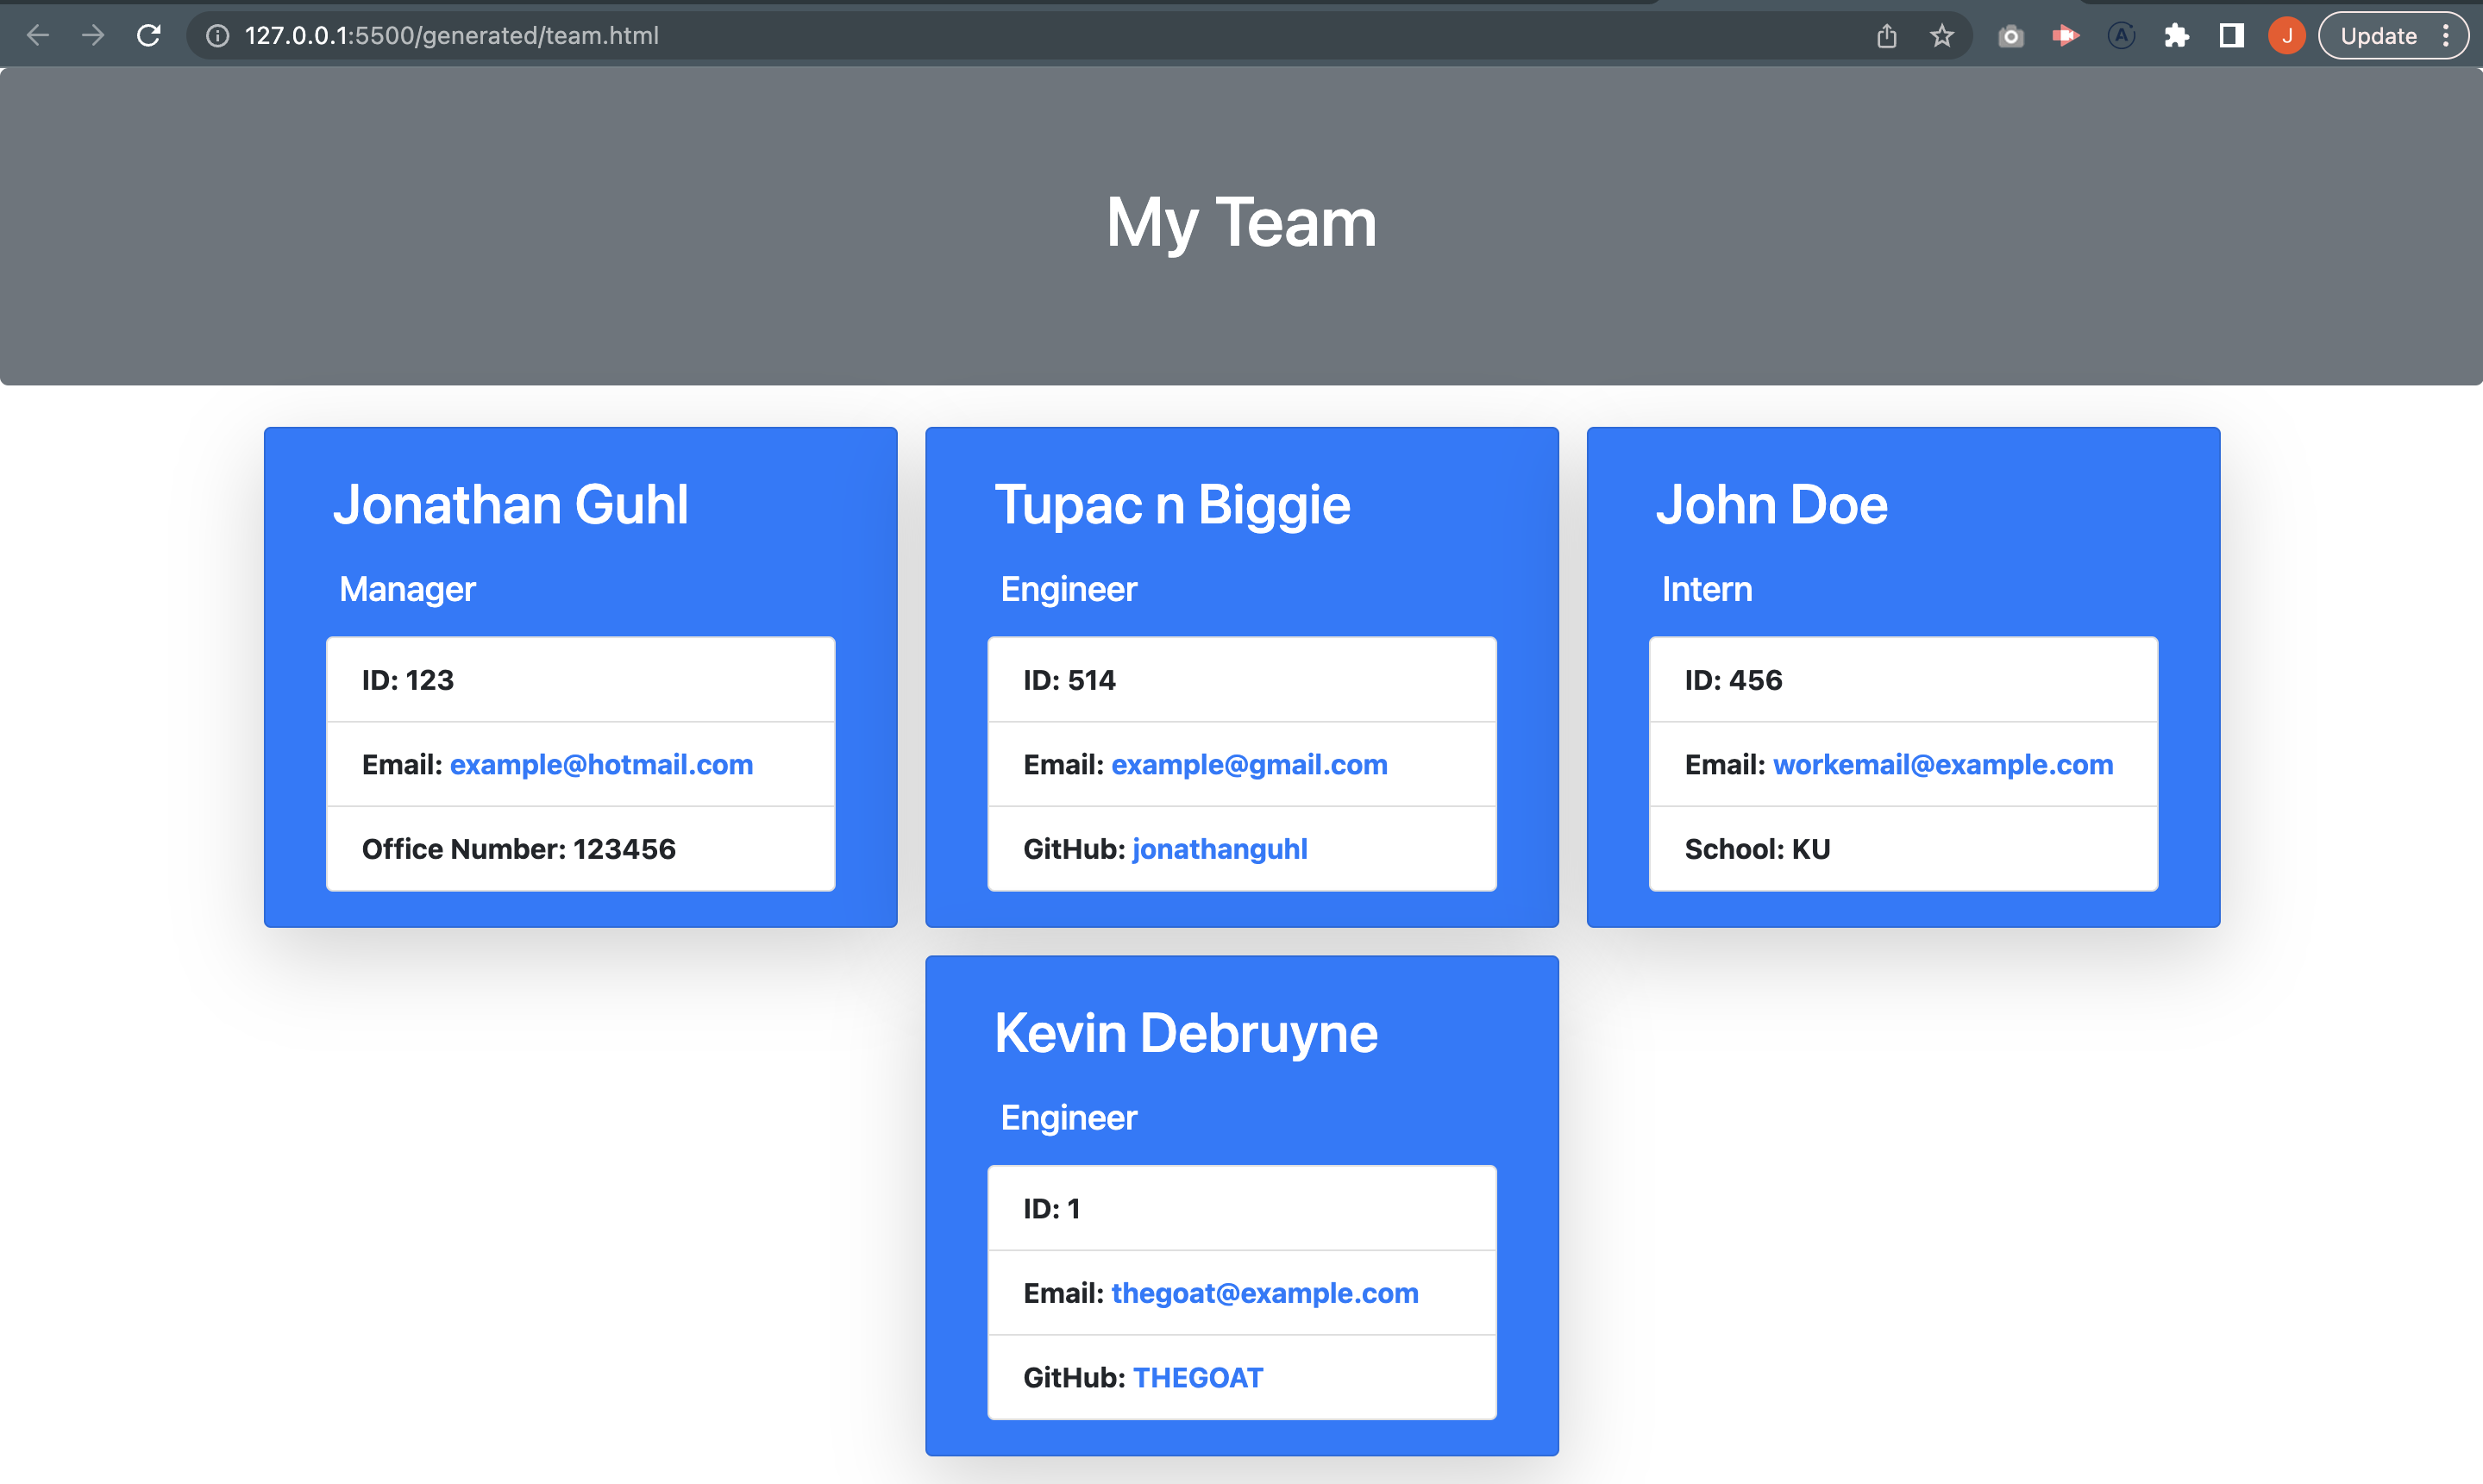 127.0.0.1:5500/generated/team.html
A
J
Update
My Team
Jonathan Guhl
Manager
ID: 123
Email: example@hotmail.com
Office Number: 123456
Tupac n Biggie
Engineer
ID: 514
Email: example@gmail.com
GitHub: jonathanguhl
John Doe
Intern
ID: 456
Email: workemail@example.com
School: KU
Kevin Debruyne
Engineer
ID: 1
Email: thegoat@example.com
GitHub: THEGOAT